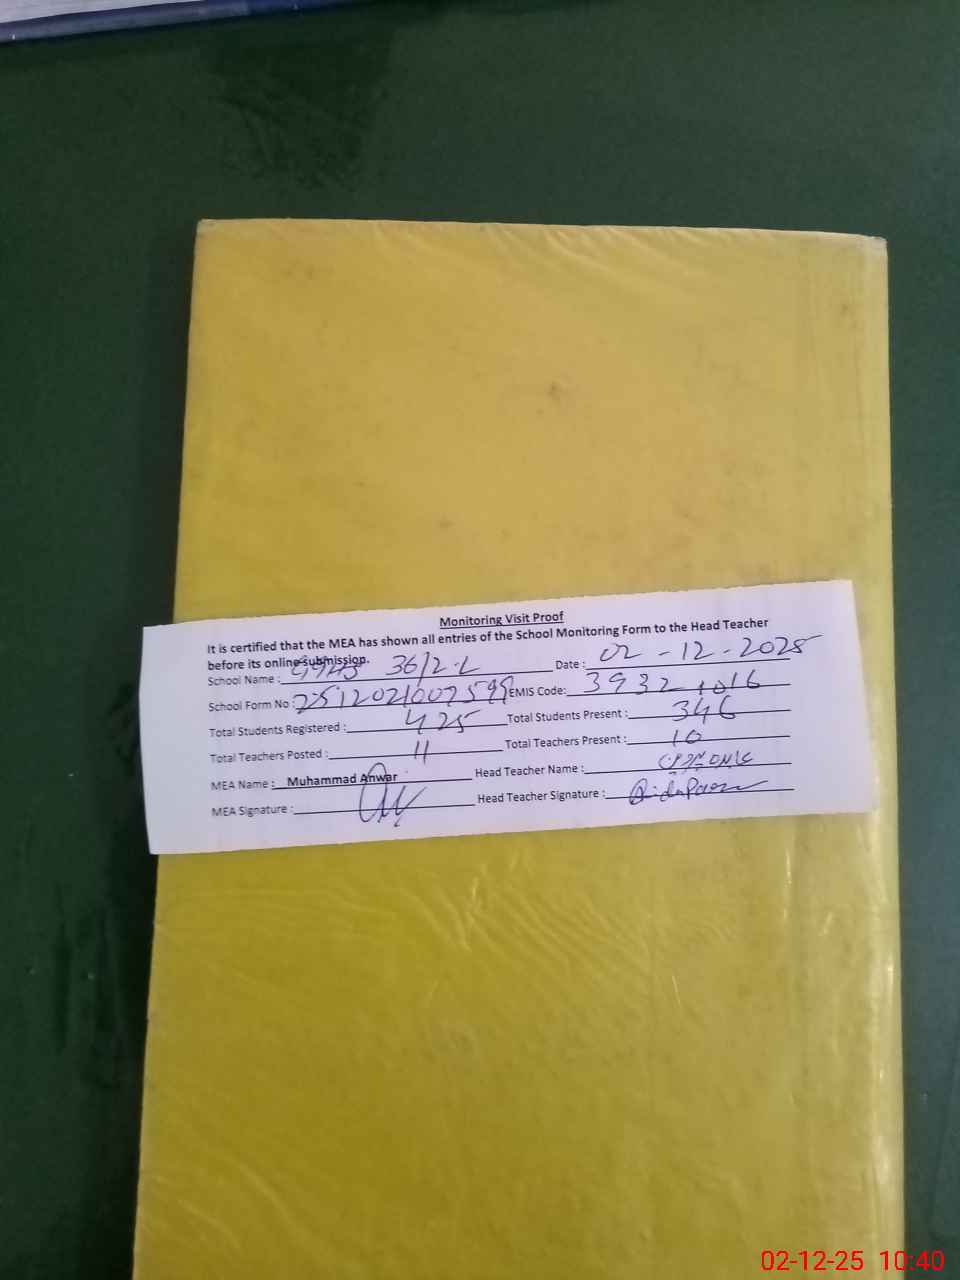 Monitoring Visit Proof
It is certified that the MEA has shown all entries of the School Monitoring Form to the Head Teacher
before its online submission.
School Name : 36/2.L Date : 02-12-2025
School Form No : EMIS Code: 39321016
Total Students Registered : 425 Total Students Present : 346
Total Teachers Posted : 11 Total Teachers Present : 10
MEA Name : Muhammad Anwar Head Teacher Name :
MEA Signature : Head Teacher Signature :
02-12-25 10:40